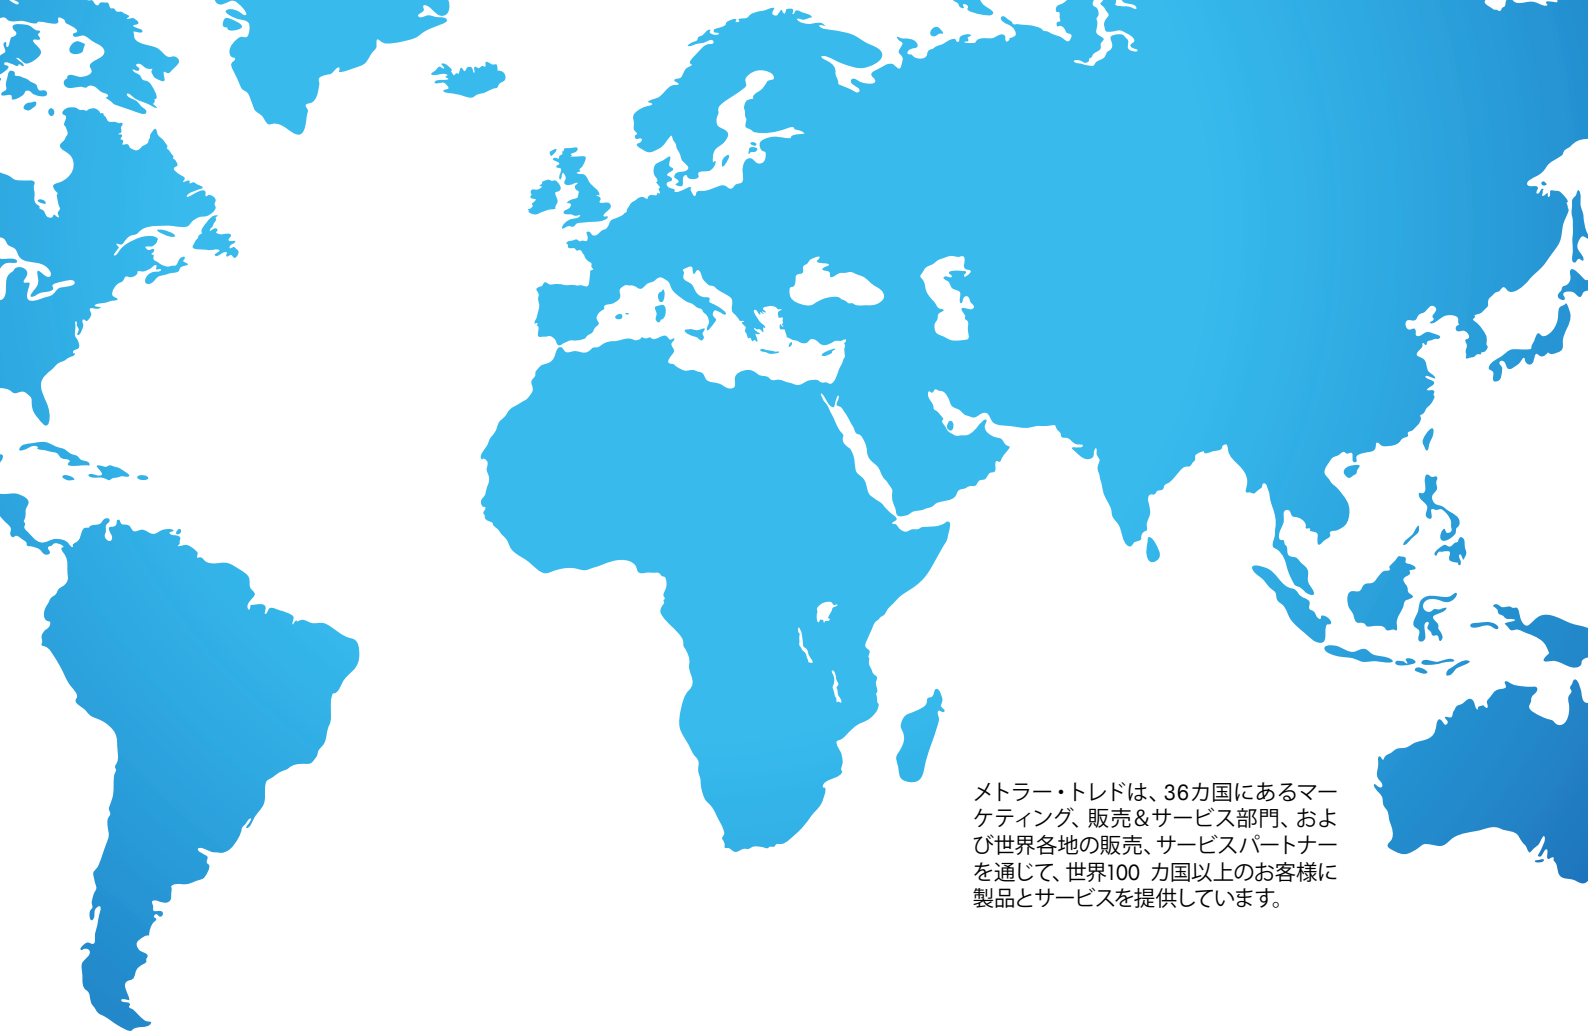 メトラー・トレドは、36カ国にあるマー
ケティング、販売&サービス部門、およ
び世界各地の販売、サービスパートナー
を通じて、世界100 カ国以上のお客様に
製品とサービスを提供しています。